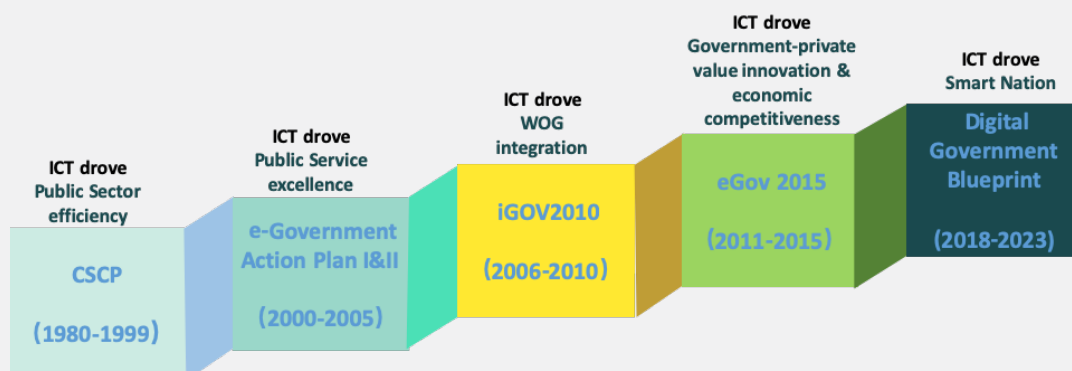 ICT drove
Public Sector
efficiency
CSCP
(1980-1999)
ICT drove
Public Service
excellence
e-Government
Action Plan I&II
(2000-2005)
ICT drove
WOG
integration
iGOV2010
(2006-2010)
ICT drove
Government-private
value innovation &
economic
competitiveness
eGov 2015
(2011-2015)
ICT drove
Smart Nation
Digital
Government
Blueprint
(2018-2023)